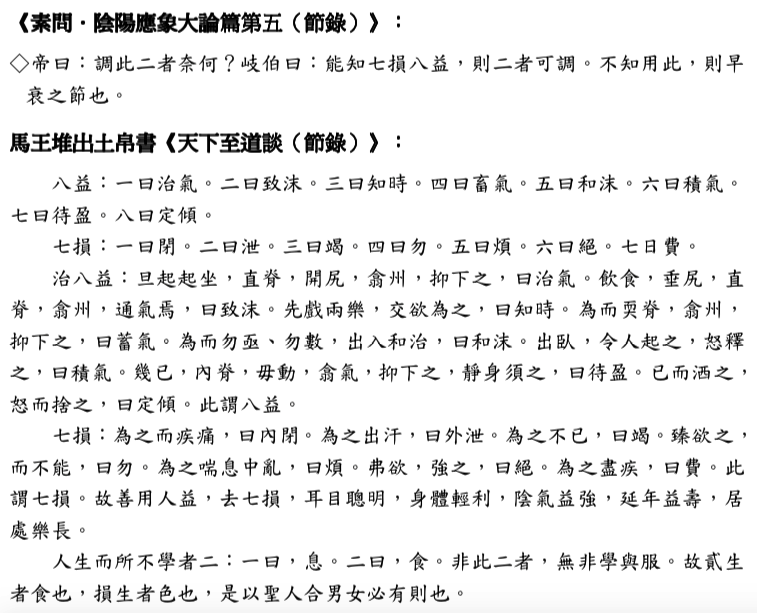 《素問．陰陽應象大論篇第五（節錄）》：
◇帝曰：調此二者奈何？岐伯曰：能知七損八益，則二者可調。不知用此，則早
衰之節也。
馬王堆出土帛書《天下至道談（節錄）》：
八益：一曰治氣。二曰致沫。三曰知時。四曰畜氣。五曰和沫。六曰積氣。
七曰待盈。八曰定傾。
七損：一曰閉。二曰泄。三曰竭。四曰勿。五曰煩。六曰絕。七曰費。
治八益：旦起起坐，直脊，開尻，翕州，抑下之，曰治氣。飲食，垂尻，直
脊，翕州，通氣焉，曰致沫。先戲兩樂，交欲為之，曰知時。為而耎脊，翕州，
抑下之，曰蓄氣。為而勿亟、勿數，出入和治，曰和沫。出臥，令人起之，怒釋
之，曰積氣。幾已，內脊，毋動，翕氣，抑下之，靜身須之，曰待盈。已而洒之，
怒而捨之，曰定傾。此謂八益。
七損：為之而疾痛，曰內閉。為之出汗，曰外泄。為之不已，曰竭。臻欲之，
而不能，曰勿。為之喘息中亂，曰煩。弗欲，強之，曰絕。為之盡疾，曰費。此
謂七損。故善用人益，去七損，耳目聰明，身體輕利，陰氣益強，延年益壽，居
處樂長。
人生而所不學者二：一曰，息。二曰，食。非此二者，無非學與服。故貳生
者食也，損生者色也，是以聖人合男女必有則也。